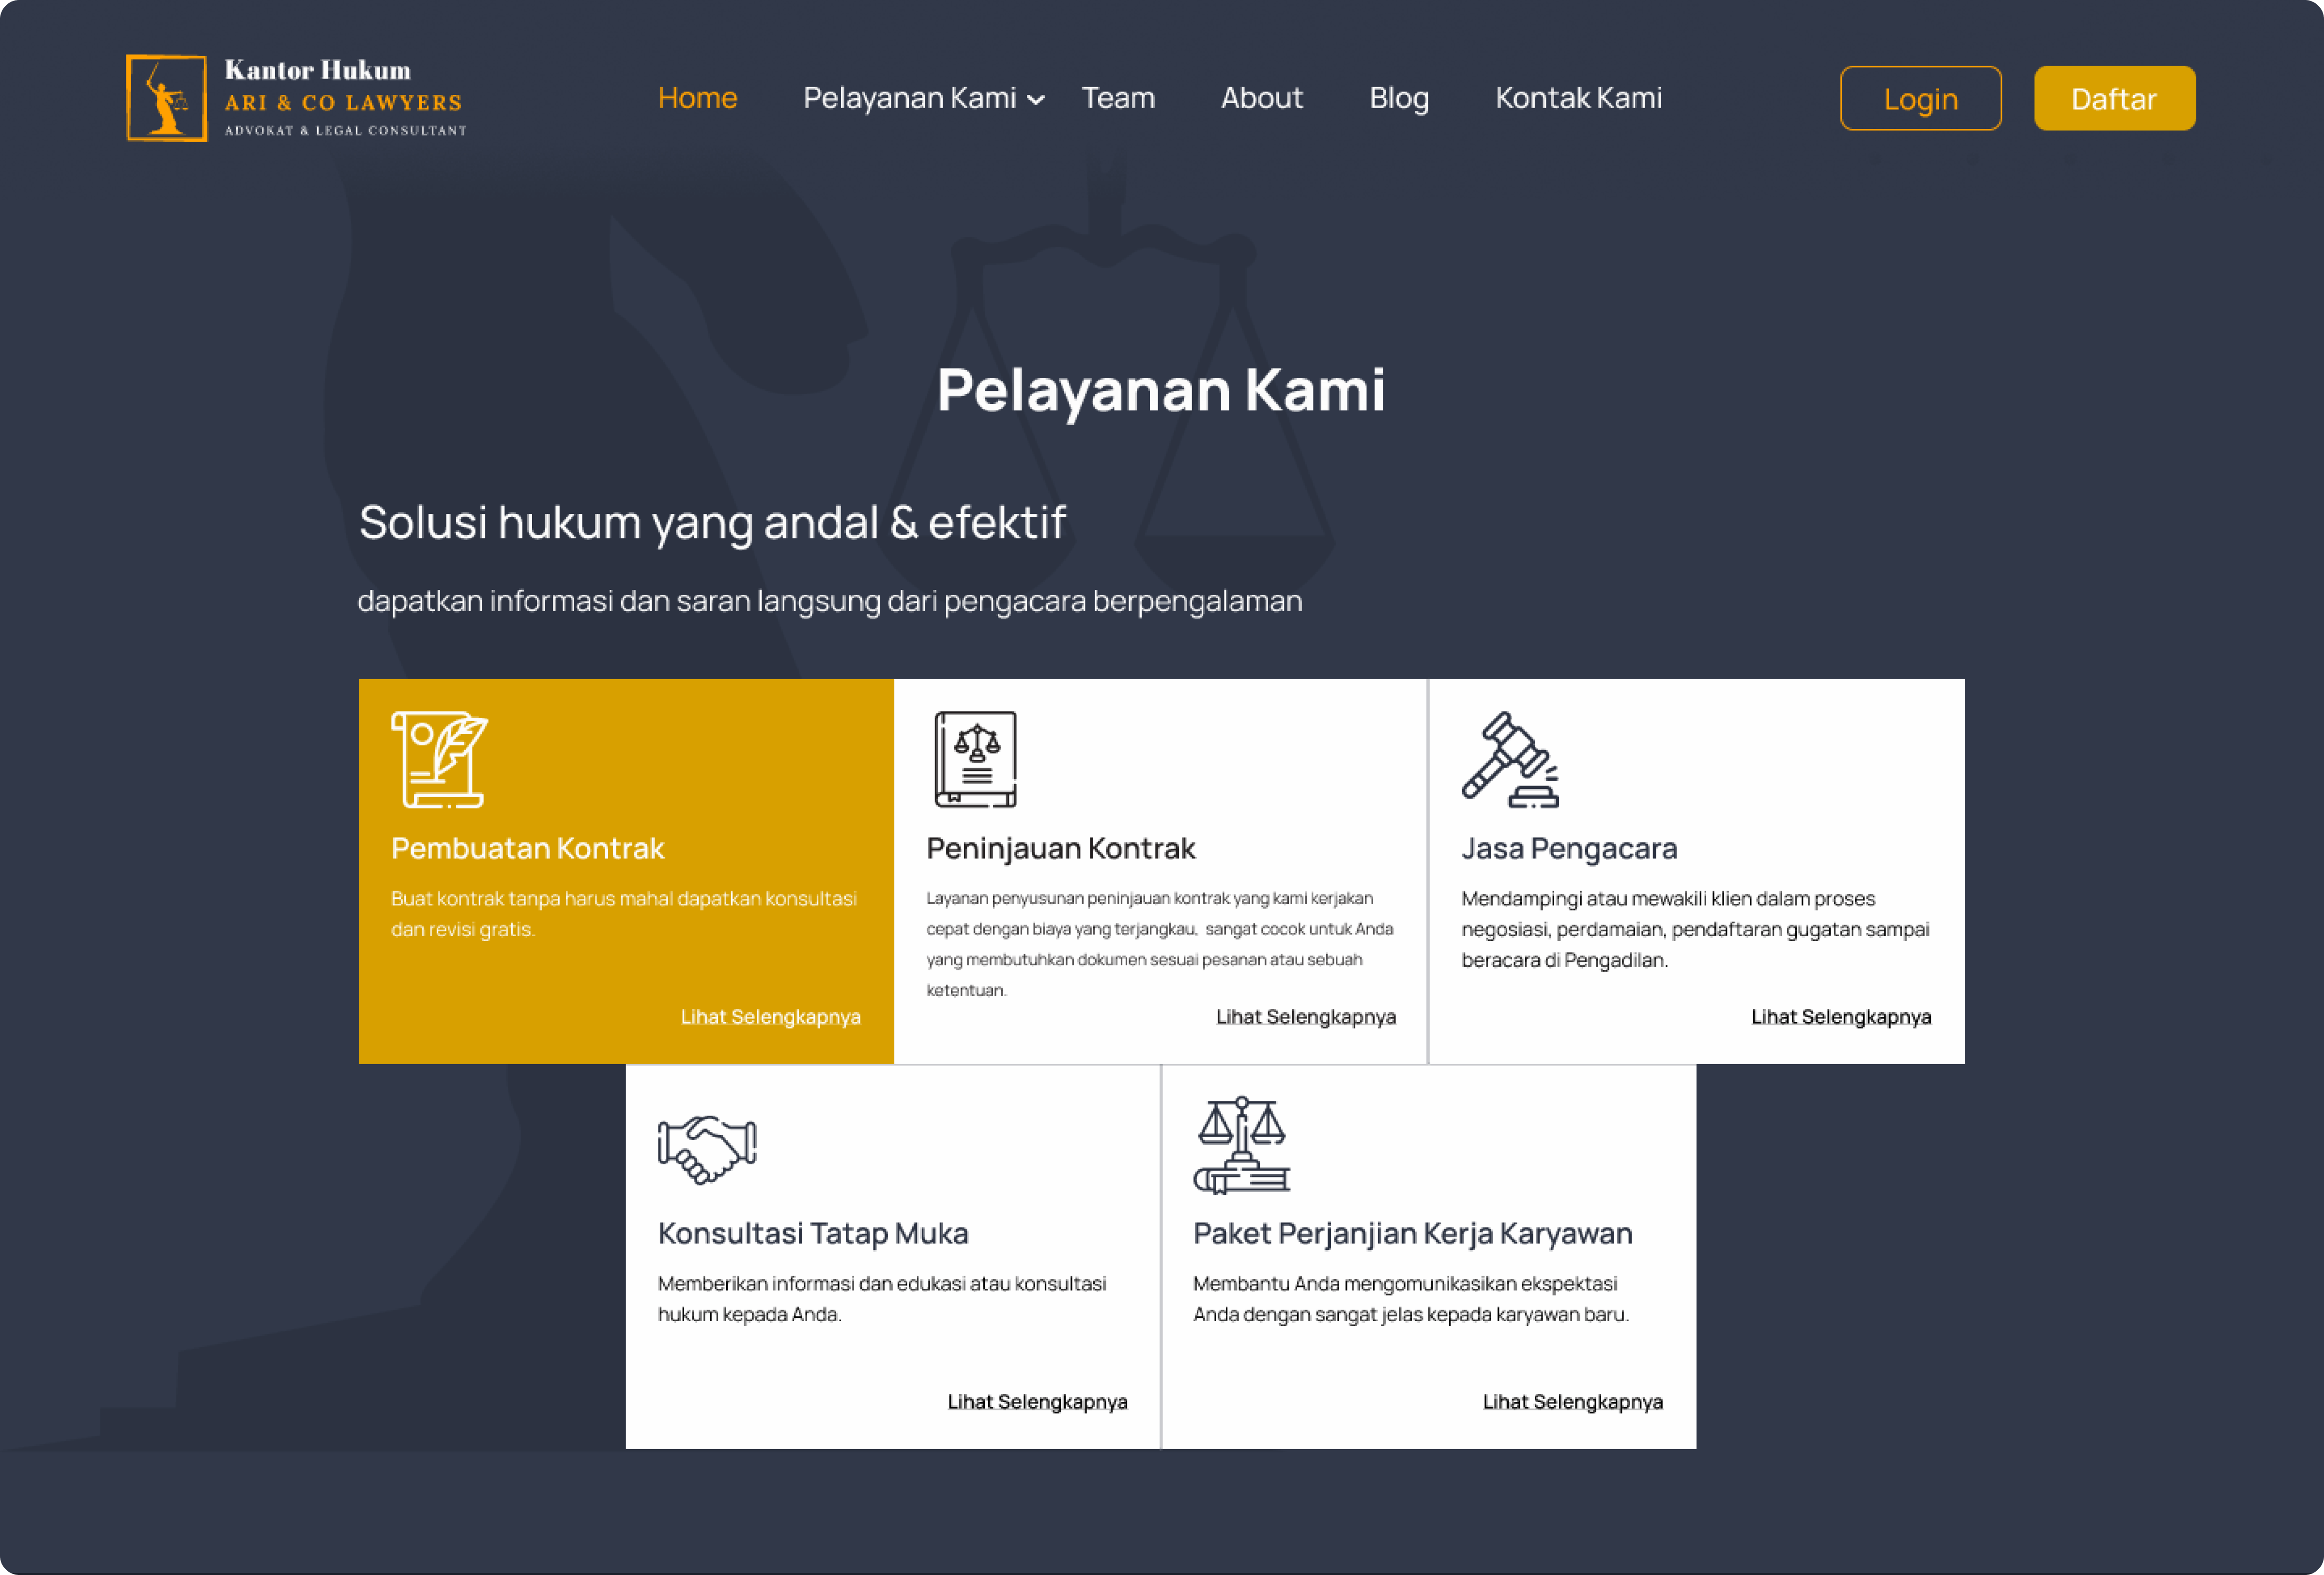 Kantor Hukum
ARI & CO LAWYERS
ADVOKAT & LEGAL CONSULTANT
Home
Pelayanan Kami
Team
About
Blog
Kontak Kami
Login
Daftar
Pelayanan Kami
Solusi hukum yang andal & efektif
dapatkan informasi dan saran langsung dari pengacara berpengalaman
Pembuatan Kontrak
Buat kontrak tanpa harus mahal dapatkan konsultasi
dan revisi gratis.
Lihat Selengkapnya
Peninjauan Kontrak
Layanan penyusunan peninjauan kontrak yang kami kerjakan
cepat dengan biaya yang terjangkau, sangat cocok untuk Anda
yang membutuhkan dokumen sesuai pesanan atau sebuah
ketentuan.
Lihat Selengkapnya
Jasa Pengacara
Mendampingi atau mewakili klien dalam proses
negosiasi, perdamaian, pendaftaran gugatan sampai
beracara di Pengadilan.
Lihat Selengkapnya
Konsultasi Tatap Muka
Memberikan informasi dan edukasi atau konsultasi
hukum kepada Anda.
Lihat Selengkapnya
Paket Perjanjian Kerja Karyawan
Membantu Anda mengomunikasikan ekspektasi
Anda dengan sangat jelas kepada karyawan baru.
Lihat Selengkapnya